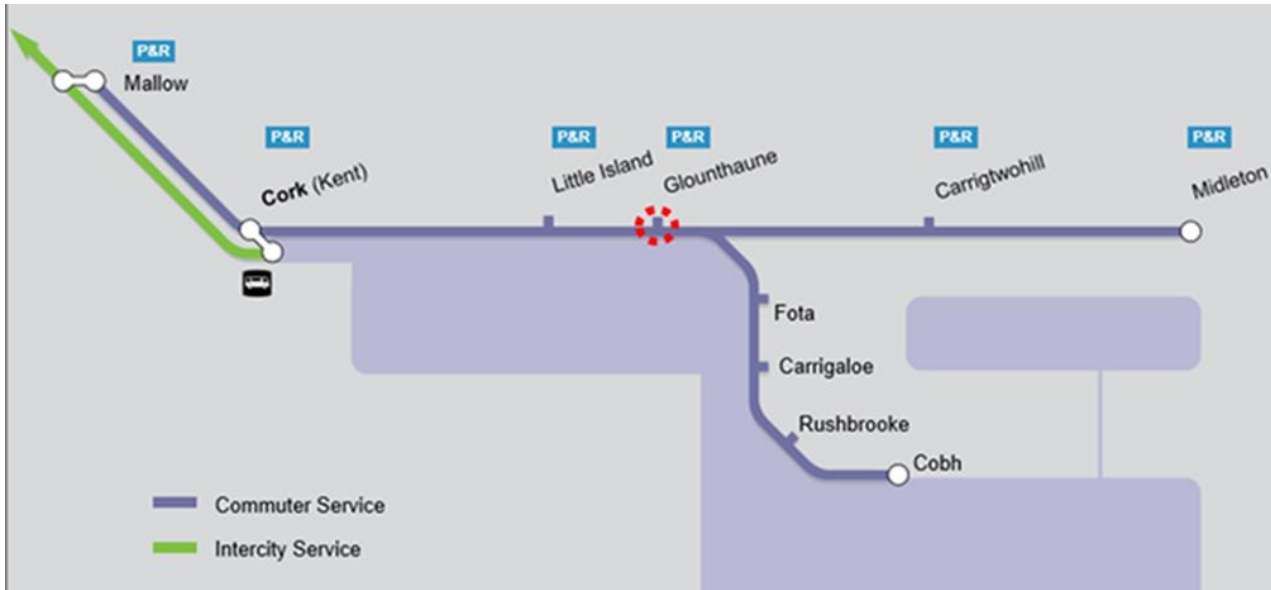 P&R
Mallow
P&R
P&R
P&R
P&R
P&R
Cork (Kent)
Little Island
Glounthaune
Carrigtwohill
Midleton
Fota
Carrigaloe
Rushbrooke
Cobh
Commuter Service
Intercity Service